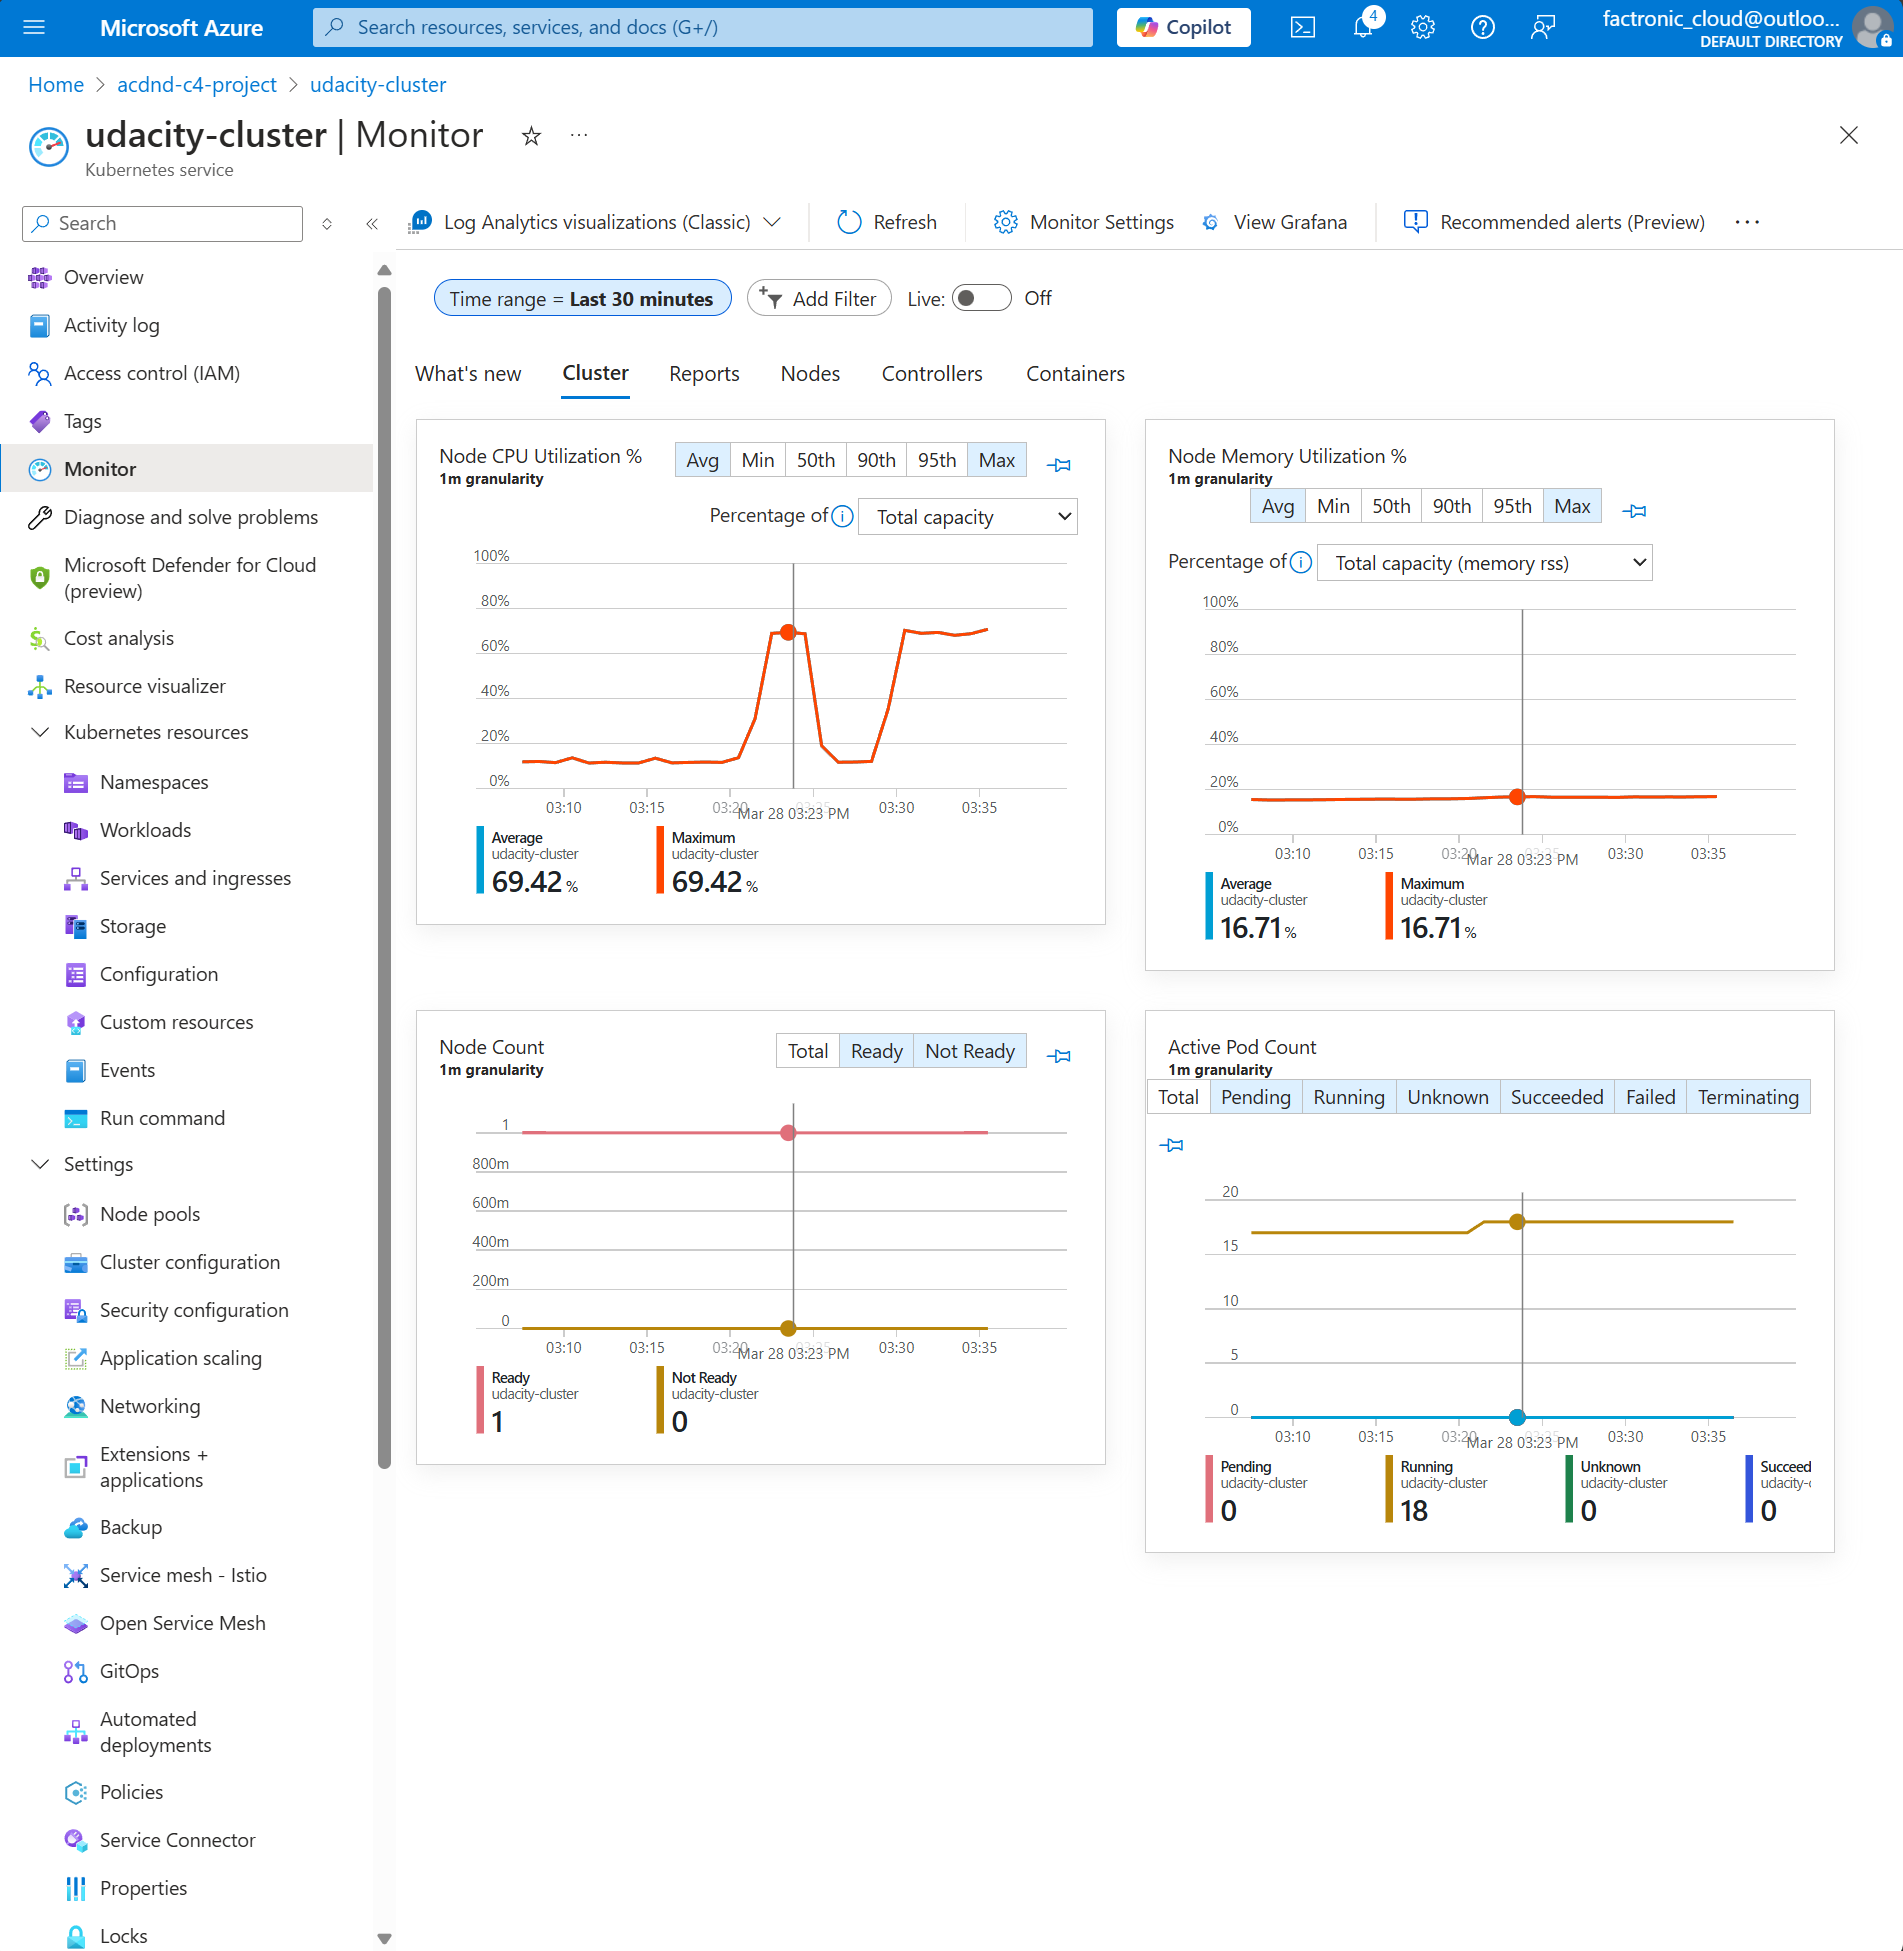 Microsoft Azure
Search resources, services, and docs (G+/)
Copilot
4
factronic_cloud@outloo...
DEFAULT DIRECTORY
Home > acdnd-c4-project > udacity-cluster
udacity-cluster | Monitor
Kubernetes service
Search
Overview
Activity log
Access control (IAM)
Tags
Monitor
Diagnose and solve problems
Microsoft Defender for Cloud
(preview)
Cost analysis
Resource visualizer
Kubernetes resources
Namespaces
Workloads
Services and ingresses
Storage
Configuration
Custom resources
Events
Run command
Settings
Node pools
Cluster configuration
Security configuration
Application scaling
Networking
Extensions +
applications
Backup
Service mesh - Istio
Open Service Mesh
GitOps
Automated
deployments
Policies
Service Connector
Properties
Locks
Log Analytics visualizations (Classic)
Refresh
Monitor Settings
View Grafana
Recommended alerts (Preview)
Time range = Last 30 minutes
Add Filter
Live: Off
What's new Cluster Reports Nodes Controllers Containers
Node CPU Utilization %
1m granularity
Avg Min 50th 90th 95th Max
Percentage of Total capacity
100%
80%
60%
40%
20%
0%
03:10 03:15 03:20 03:25 03:30 03:35
Mar 28 03:23 PM
Average
udacity-cluster
69.42 %
Maximum
udacity-cluster
69.42 %
Node Memory Utilization %
1m granularity
Avg Min 50th 90th 95th Max
Percentage of Total capacity (memory rss)
100%
80%
60%
40%
20%
0%
03:10 03:15 03:20 03:25 03:30 03:35
Mar 28 03:23 PM
Average
udacity-cluster
16.71 %
Maximum
udacity-cluster
16.71 %
Node Count
1m granularity
Total Ready Not Ready
1
800m
600m
400m
200m
0
03:10 03:15 03:20 03:25 03:30 03:35
Mar 28 03:23 PM
Ready
udacity-cluster
1
Not Ready
udacity-cluster
0
Active Pod Count
1m granularity
Total Pending Running Unknown Succeeded Failed Terminating
20
15
10
5
0
03:10 03:15 03:20 03:25 03:30 03:35
Mar 28 03:23 PM
Pending
udacity-cluster
0
Running
udacity-cluster
18
Unknown
udacity-cluster
0
Succeed
udacity-
0